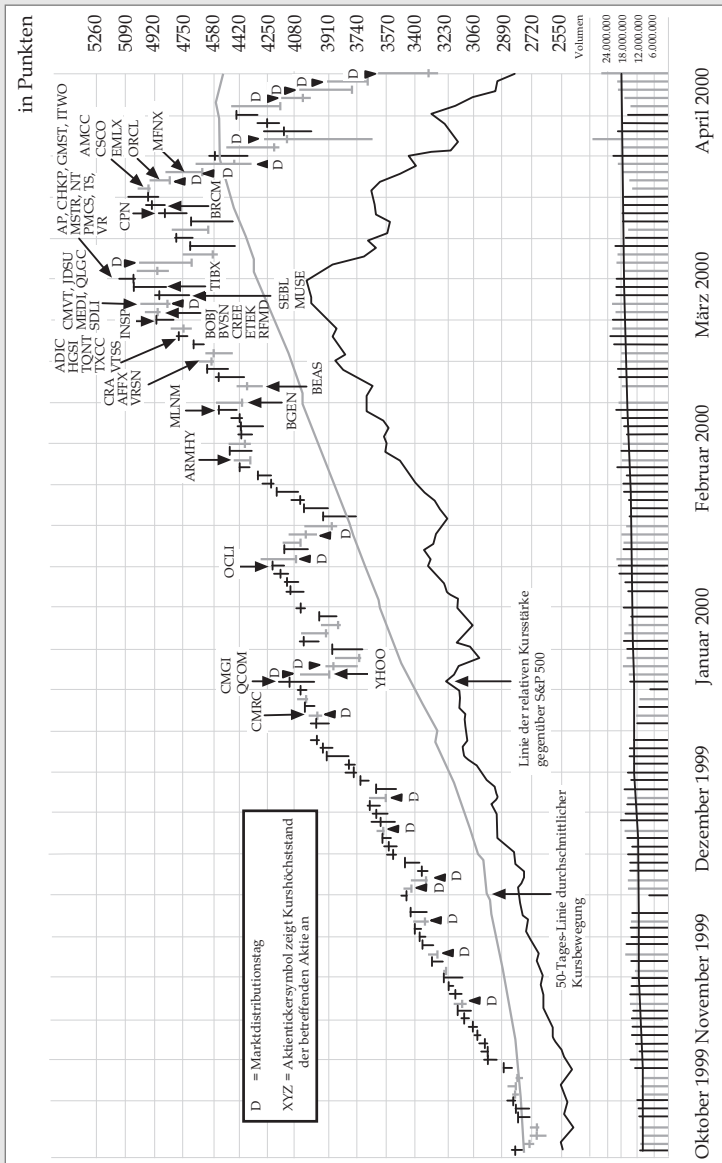 in Punkten
5260
5090
4920
4750
4580
4420
4250
4080
3910
3740
3570
3400
3230
3060
2890
2720
2550
Volumen
24.000.000
18.000.000
12.000.000
6.000.000
AP, CHKP, GMST, ITWO
MSTR, NT
PMCS, TS,
VR
AMCC
CSCO
EMLX
ORCL
MFNX
CPN
BRCM
D
D
D
D
D
D
D
D
D
D
CMVT, JDSU
MEDI, QLGC
SDLI
INSP
TIBX
SEBL
MUSE
BOBJ
BVSN
CREE
ETEK
RFMD
ADIC
HGSI
TQNT
TXCC
VTSS
CRA
AFFX
VRSN
BEAS
MLNM
BGEN
ARMHY
OCLI
D
D
CMGI
QCOM
D
D
YHOO
CMRC
D
D
D
D
D
D
D
D
Linie der relativen Kursstärke
gegenüber S&P 500
50-Tages-Linie durchschnittlicher
Kursbewegung
D = Marktdistributionstag
XYZ = Aktientickersymbol zeigt Kurshöchststand
der betreffenden Aktie an
Oktober 1999 November 1999 Dezember 1999 Januar 2000 Februar 2000 März 2000 April 2000